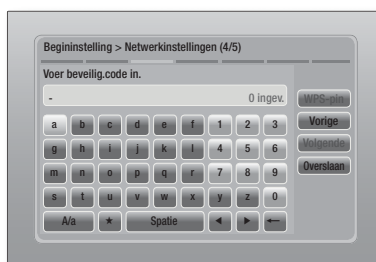 Begininstelling > Netwerkinstellingen (4/5)
Voer beveilig.code in.
- 0 ingev.
WPS-pin
a b c d e f 1 2 3 Vorige
g h i j k l 4 5 6 Volgende
m n o p q r 7 8 9 Overslaan
s t u v w x y z 0
A/a ★ Spatie ◄ ► ←